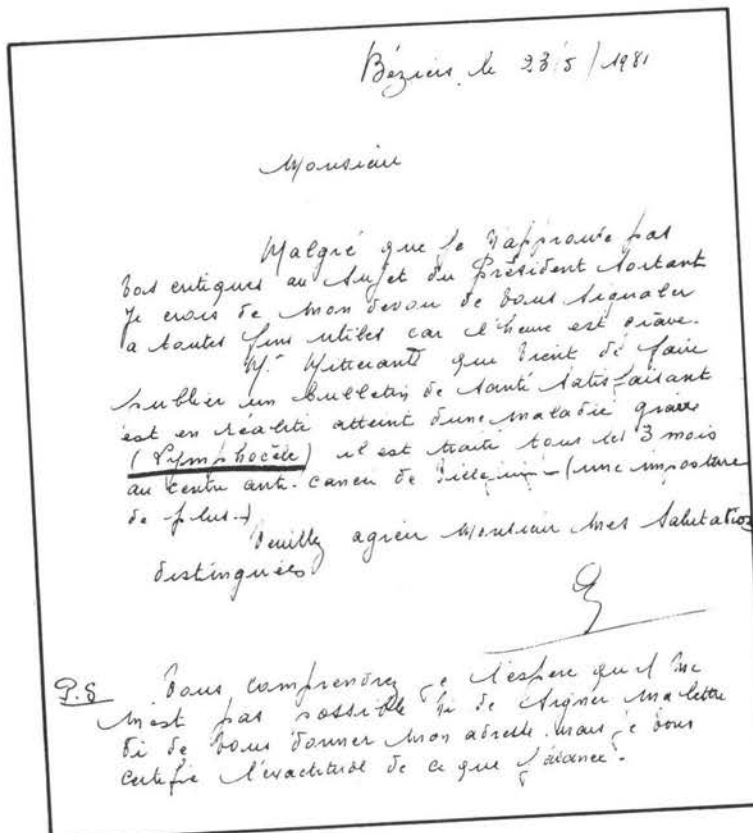 Béziers, le 23/5/1981
Monsieur
Malgré que je n'approuve pas
vos critiques au sujet du Président sortant
Je crois de mon devoir de vous signaler
a toutes fins utiles car l'heure est grave.
M. Mitterantt que vient de faire
publier un bulletin de santé satisfaisant
est en réalité atteint d'une maladie grave
(Lymphocèle) il est traité tous les 3 mois
au centre anti-cancer de (une imposture
de plus-)
Veuillez agréer Monsieur mes Salutations
distinguées
P.S Vous comprendrez je l'espère qu'il ne
m'est pas possible ni de signer ma lettre
ni de vous donner mon adresse. mais je vous
certifie l'exactitude de ce que j'avance.